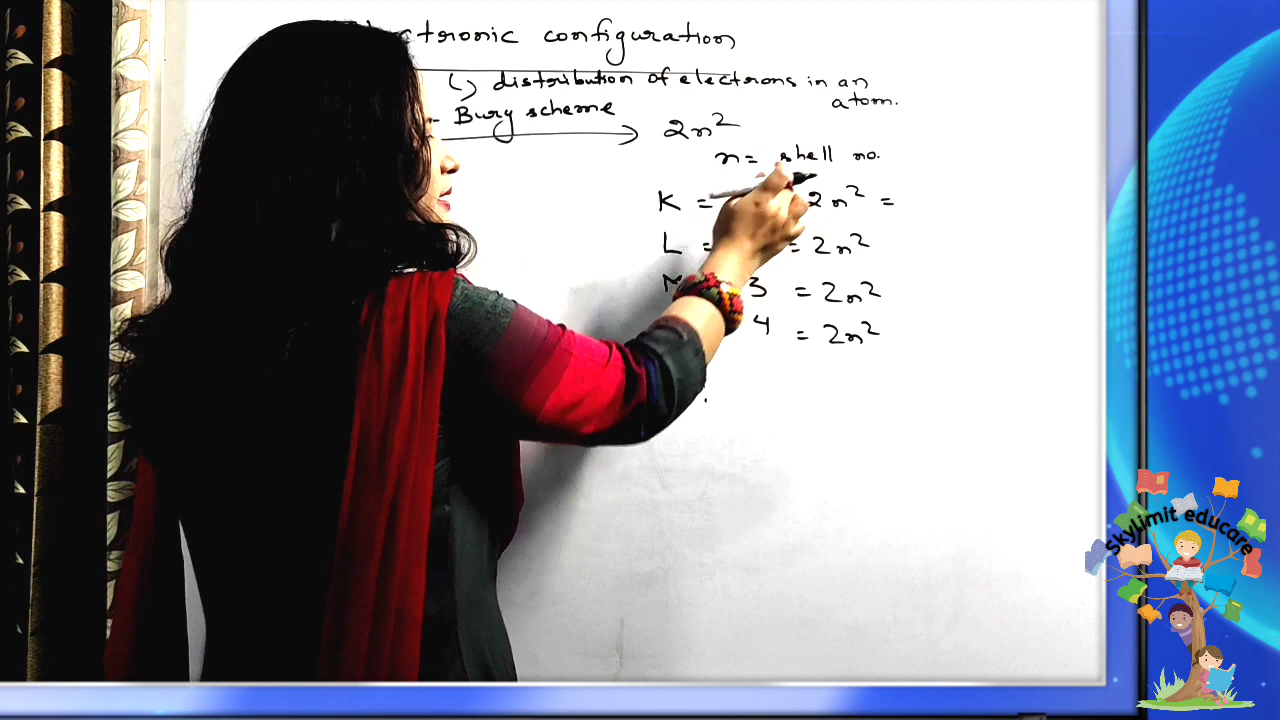 ctronic configuration
↳ distribution of electrons in an
atom.
- Bury scheme → 2n²
n = shell no.
K = 2n² =
L = = 2n²
3 = 2n²
4 = 2n²
Skylimit educare